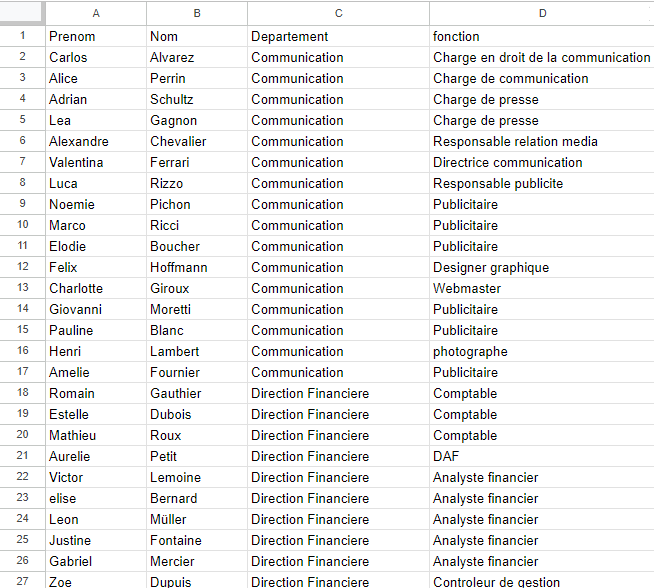 A B C D
1 Prenom Nom Departement fonction
2 Carlos Alvarez Communication Charge en droit de la communication
3 Alice Perrin Communication Charge de communication
4 Adrian Schultz Communication Charge de presse
5 Lea Gagnon Communication Charge de presse
6 Alexandre Chevalier Communication Responsable relation media
7 Valentina Ferrari Communication Directrice communication
8 Luca Rizzo Communication Responsable publicite
9 Noemie Pichon Communication Publicitaire
10 Marco Ricci Communication Publicitaire
11 Elodie Boucher Communication Publicitaire
12 Felix Hoffmann Communication Designer graphique
13 Charlotte Giroux Communication Webmaster
14 Giovanni Moretti Communication Publicitaire
15 Pauline Blanc Communication Publicitaire
16 Henri Lambert Communication photographe
17 Amelie Fournier Communication Publicitaire
18 Romain Gauthier Direction Financiere Comptable
19 Estelle Dubois Direction Financiere Comptable
20 Mathieu Roux Direction Financiere Comptable
21 Aurelie Petit Direction Financiere DAF
22 Victor Lemoine Direction Financiere Analyste financier
23 elise Bernard Direction Financiere Analyste financier
24 Leon Müller Direction Financiere Analyste financier
25 Justine Fontaine Direction Financiere Analyste financier
26 Gabriel Mercier Direction Financiere Analyste financier
27 Zoe Dupuis Direction Financiere Controleur de gestion